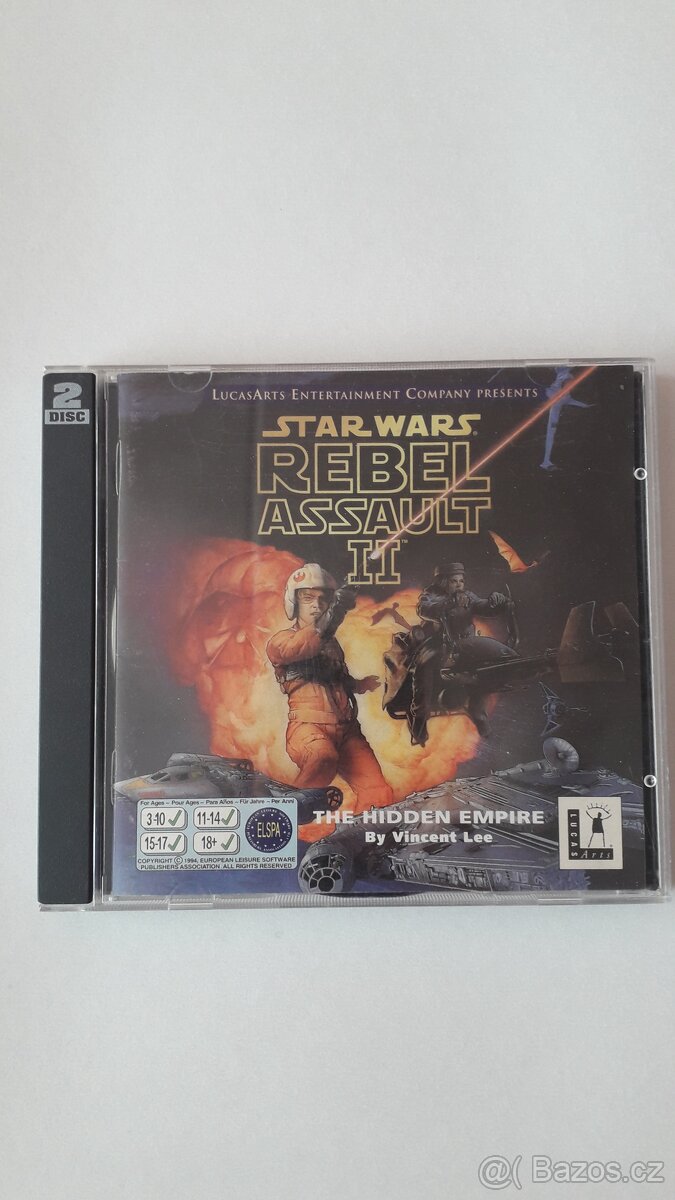 2
DISC
LucasArts Entertainment Company presents
STAR WARS®
REBEL
ASSAULT
II™
THE HIDDEN EMPIRE
By Vincent Lee
For Ages – Pour Ages – Para Años – Für Jahre – Per Anni
3-10 11-14
15-17 18+
ELSPA
COPYRIGHT © 1994, EUROPEAN LEISURE SOFTWARE
PUBLISHERS ASSOCIATION / ALL RIGHTS RESERVED
LUCAS
Arts
@( Bazos.cz